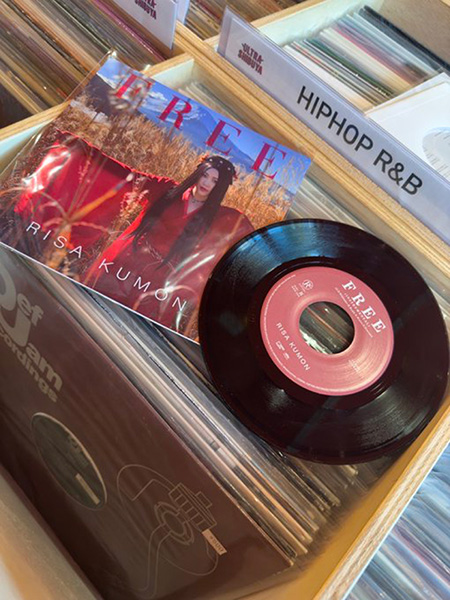 ULTRA-
SHIBUYA
HIPHOP R&B
FREE
RISA KUMON
FREE
RISA KUMON
Def
Jam
recordings